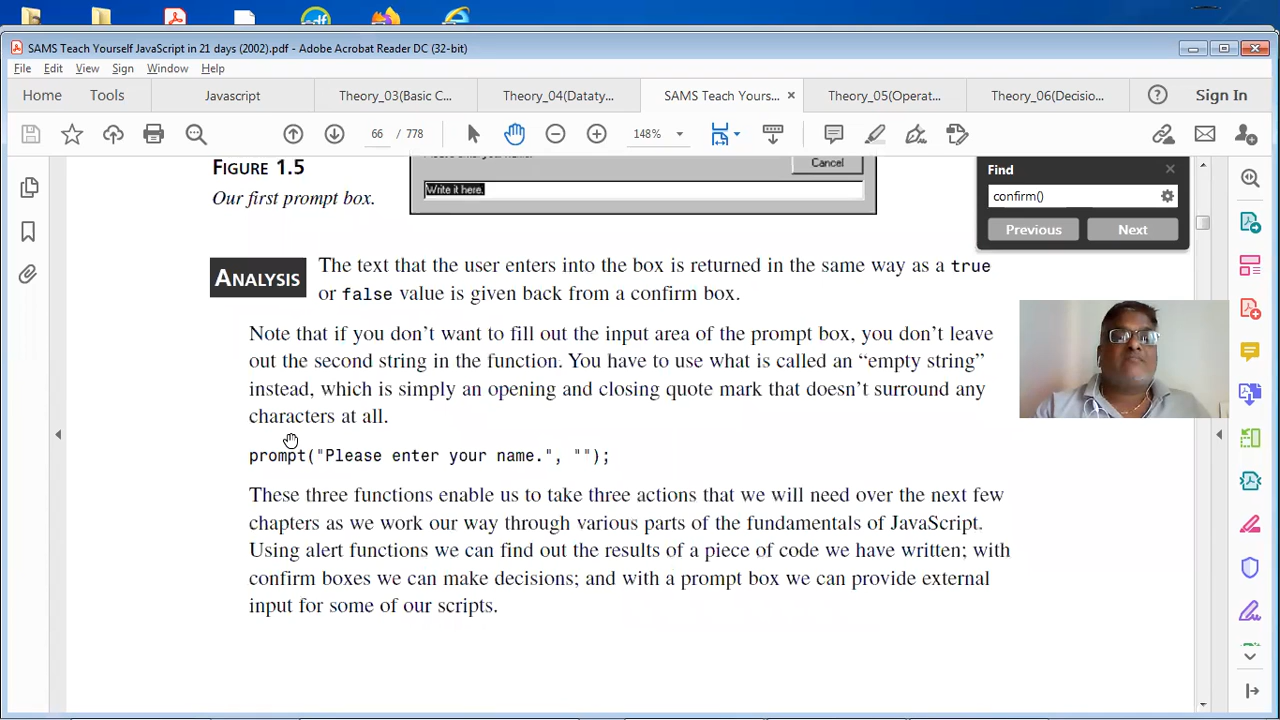 SAMS Teach Yourself JavaScript in 21 days (2002).pdf - Adobe Acrobat Reader DC (32-bit)
File Edit View Sign Window Help
Home Tools Javascript Theory_03(Basic C... Theory_04(Dataty... SAMS Teach Yours... Theory_05(Operat... Theory_06(Decisio... Sign In
66 / 778 148%
Find
confirm()
Previous Next
FIGURE 1.5
Our first prompt box.
Cancel
Write it here.
ANALYSIS
The text that the user enters into the box is returned in the same way as a true
or false value is given back from a confirm box.
Note that if you don’t want to fill out the input area of the prompt box, you don’t leave
out the second string in the function. You have to use what is called an “empty string”
instead, which is simply an opening and closing quote mark that doesn’t surround any
characters at all.
prompt("Please enter your name.", "");
These three functions enable us to take three actions that we will need over the next few
chapters as we work our way through various parts of the fundamentals of JavaScript.
Using alert functions we can find out the results of a piece of code we have written; with
confirm boxes we can make decisions; and with a prompt box we can provide external
input for some of our scripts.